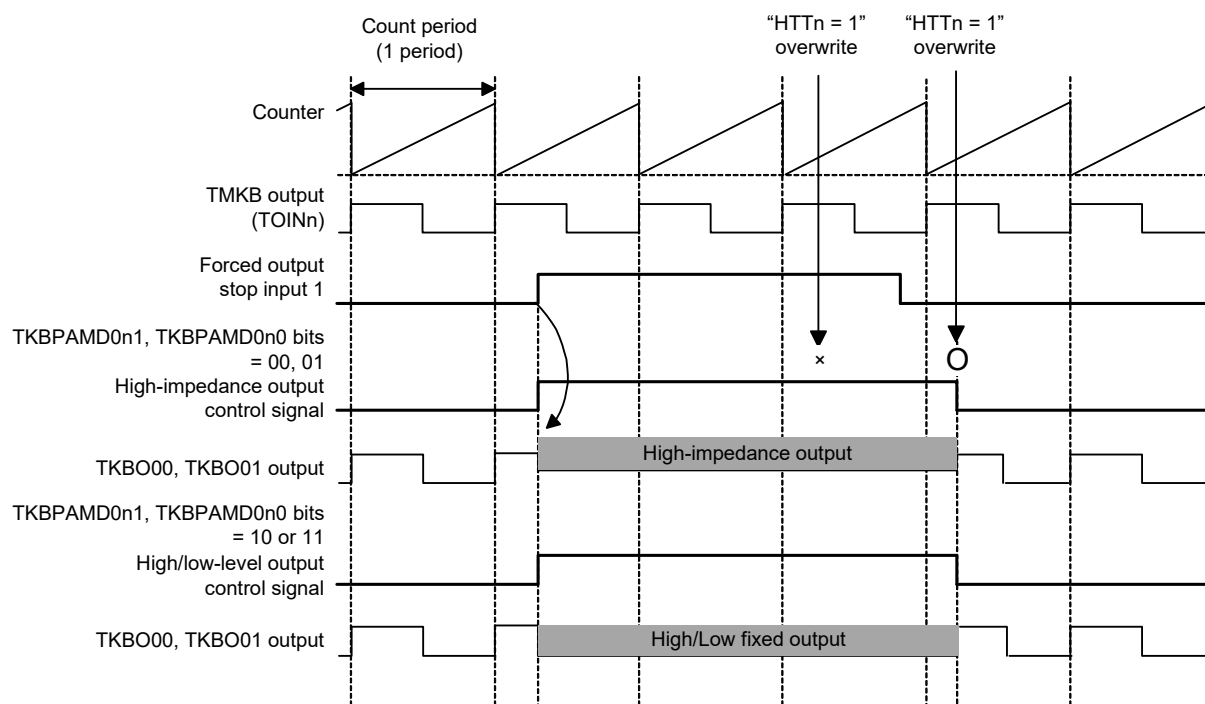 Count period
(1 period)
“HTTn = 1”
overwrite
“HTTn = 1”
overwrite
Counter
TMKB output
(TOINn)
Forced output
stop input 1
TKBPAMD0n1, TKBPAMD0n0 bits
= 00, 01
×
O
High-impedance output
control signal
TKBO00, TKBO01 output
High-impedance output
TKBPAMD0n1, TKBPAMD0n0 bits
= 10 or 11
High/low-level output
control signal
TKBO00, TKBO01 output
High/Low fixed output